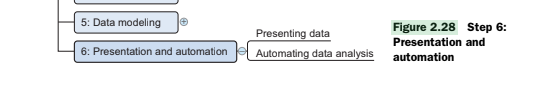 5: Data modeling
Presenting data
6: Presentation and automation
Automating data analysis
Figure 2.28 Step 6:
Presentation and
automation